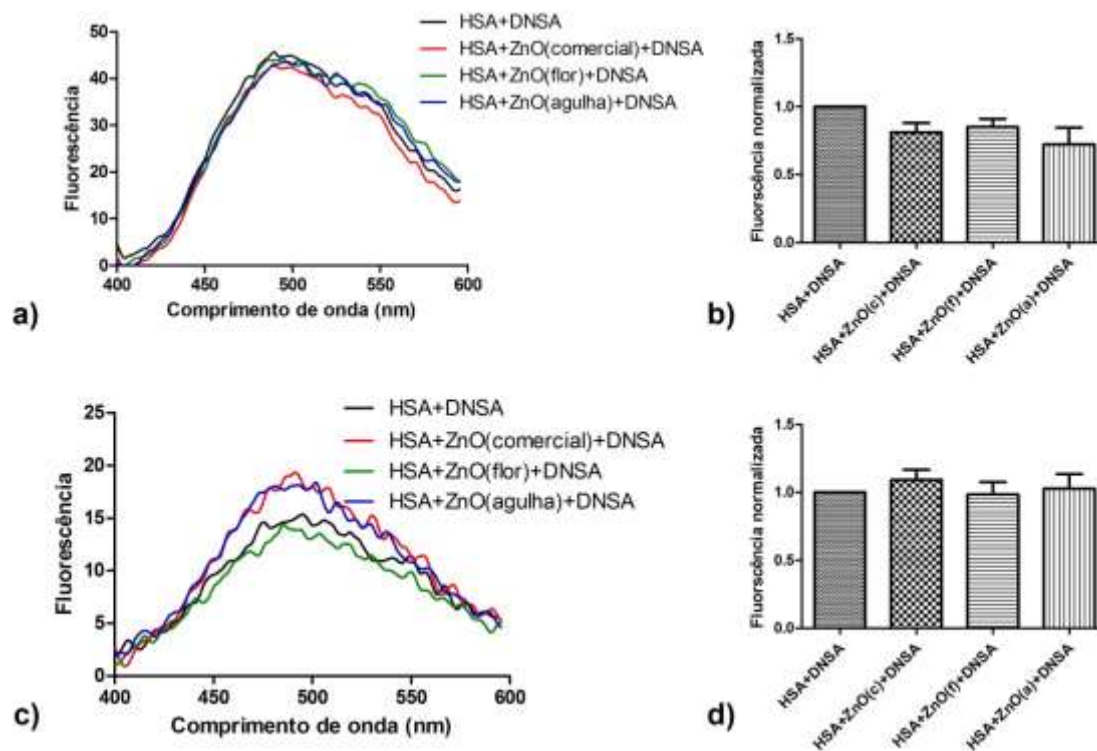 50
40
30
20
10
0
Fluorescência
400
450
500
550
600
Comprimento de onda (nm)
HSA+DNSA
HSA+ZnO(comercial)+DNSA
HSA+ZnO(flor)+DNSA
HSA+ZnO(agulha)+DNSA
a)
1.5
1.0
0.5
0.0
Fluorscência normalizada
HSA+DNSA
HSA+ZnO(c)+DNSA
HSA+ZnO(f)+DNSA
HSA+ZnO(a)+DNSA
b)
25
20
15
10
5
0
Fluorescência
400
450
500
550
600
Comprimento de onda (nm)
HSA+DNSA
HSA+ZnO(comercial)+DNSA
HSA+ZnO(flor)+DNSA
HSA+ZnO(agulha)+DNSA
c)
1.5
1.0
0.5
0.0
Fluorscência normalizada
HSA+DNSA
HSA+ZnO(c)+DNSA
HSA+ZnO(f)+DNSA
HSA+ZnO(a)+DNSA
d)